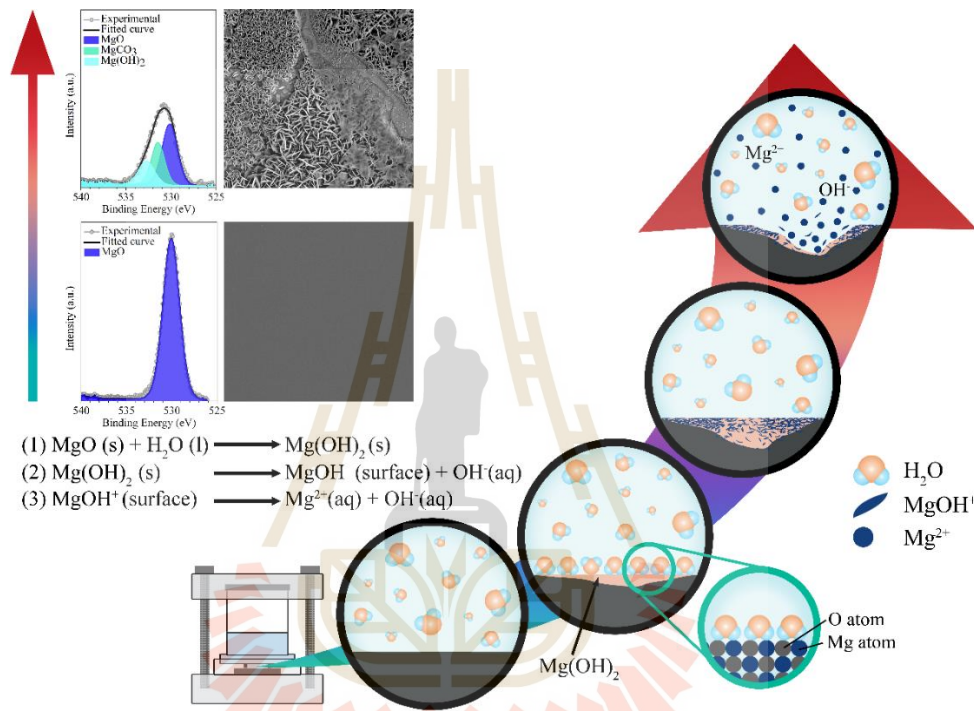 Experimental
Fitted curve
MgO
MgCO₃
Mg(OH)₂
Intensity (a.u.)
540 535 530 525
Binding Energy (eV)
Experimental
Fitted curve
MgO
Intensity (a.u.)
540 535 530 525
Binding Energy (eV)
(1) MgO (s) + H₂O (l) → Mg(OH)₂ (s)
(2) Mg(OH)₂ (s) → MgOH (surface) + OH⁻(aq)
(3) MgOH⁺ (surface) → Mg²⁺(aq) + OH⁻(aq)
Mg²⁻
OH⁻
H₂O
MgOH⁺
Mg²⁺
O atom
Mg atom
Mg(OH)₂